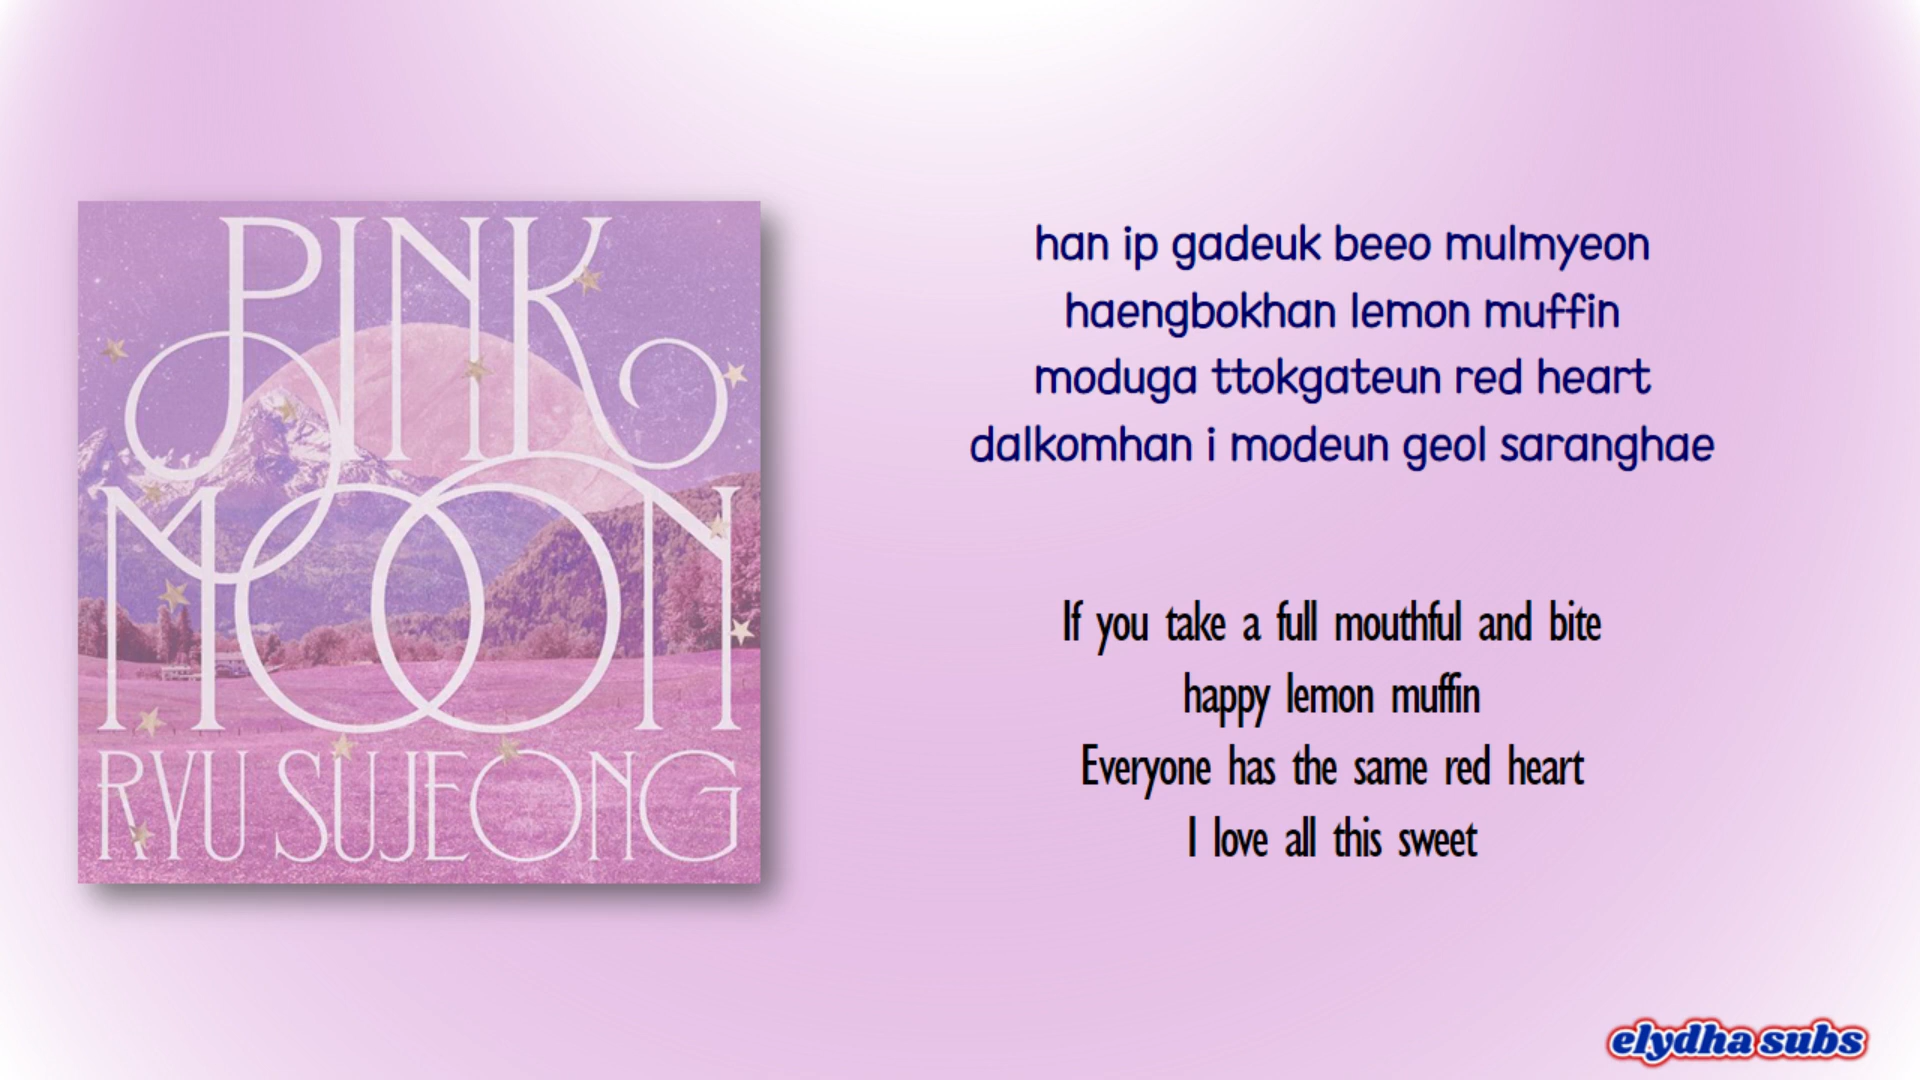 PINK
MOON
RYU SUJEONG
han ip gadeuk beeo mulmyeon
haengbokhan lemon muffin
moduga ttokgateun red heart
dalkomhan i modeun geol saranghae
If you take a full mouthful and bite
happy lemon muffin
Everyone has the same red heart
I love all this sweet
elydha subs